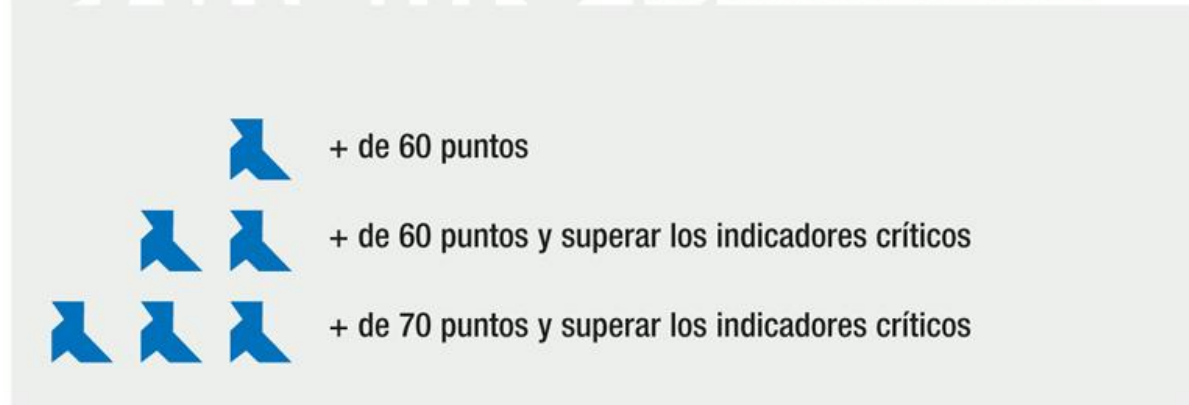 + de 60 puntos
+ de 60 puntos y superar los indicadores críticos
+ de 70 puntos y superar los indicadores críticos